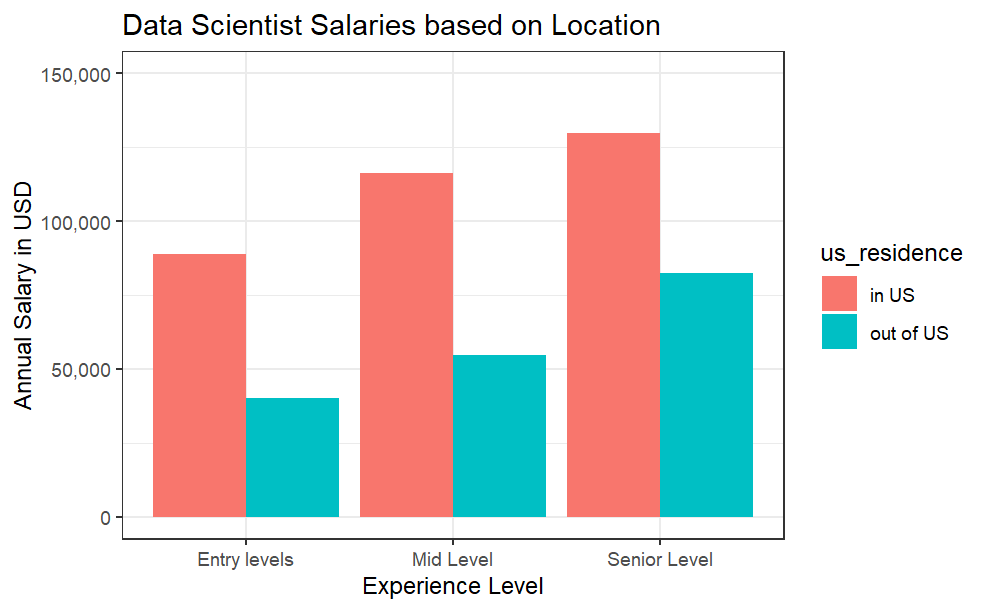 Data Scientist Salaries based on Location
Annual Salary in USD
150,000
100,000
50,000
0
Entry levels Mid Level Senior Level
Experience Level
us_residence
in US
out of US